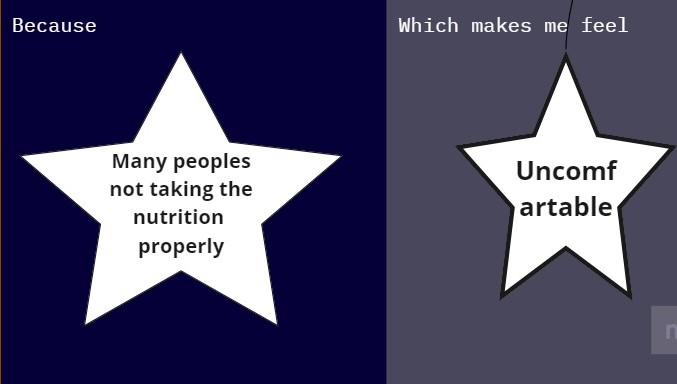 Because
Many peoples
not taking the
nutrition
properly
Which makes me feel
Uncomf
artable